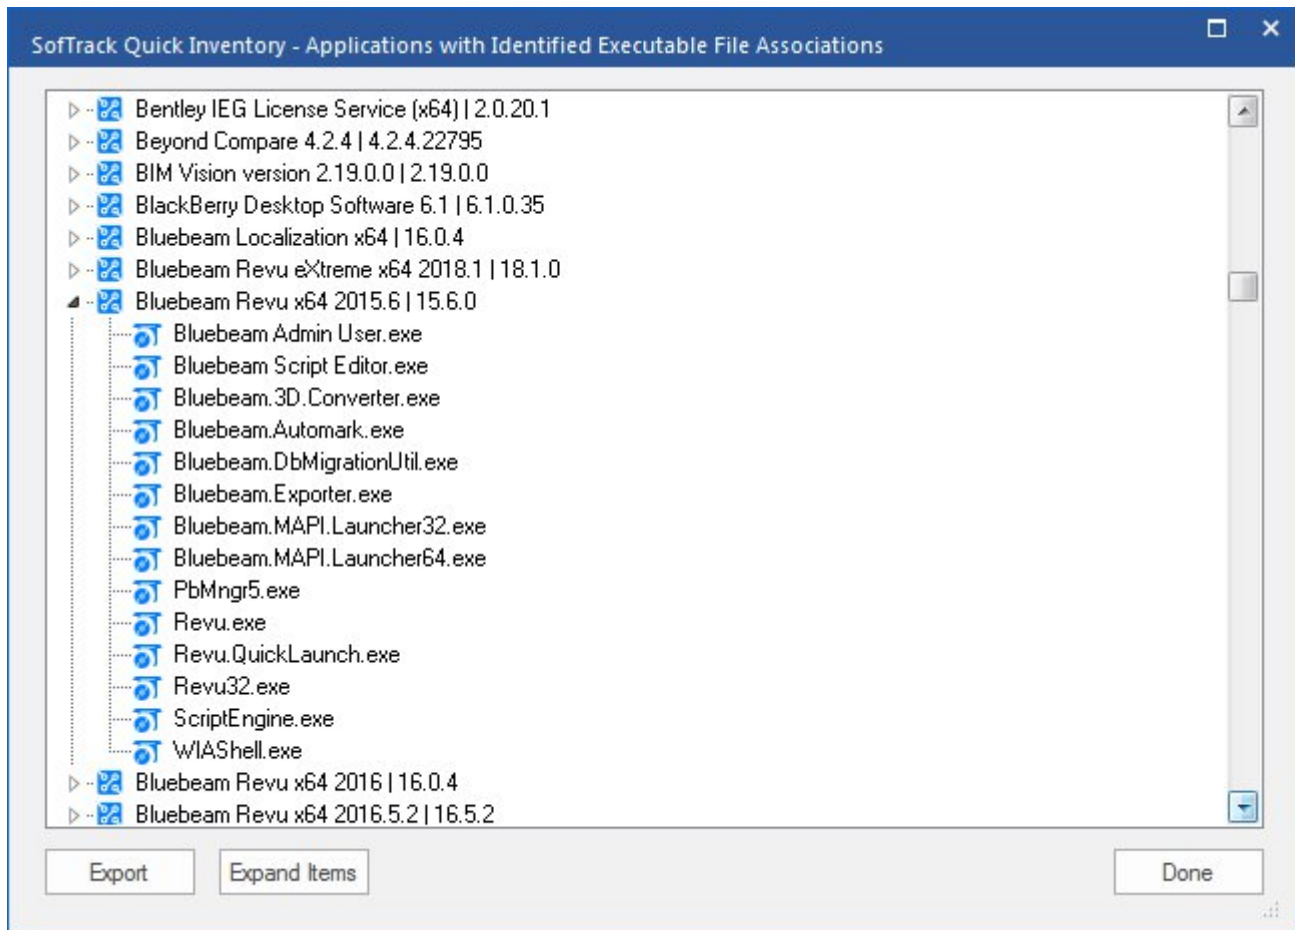 SofTrack Quick Inventory - Applications with Identified Executable File Associations
Bentley IEG License Service (x64) | 2.0.20.1
Beyond Compare 4.2.4 | 4.2.4.22795
BIM Vision version 2.19.0.0 | 2.19.0.0
BlackBerry Desktop Software 6.1 | 6.1.0.35
Bluebeam Localization x64 | 16.0.4
Bluebeam Revu eXtreme x64 2018.1 | 18.1.0
Bluebeam Revu x64 2015.6 | 15.6.0
Bluebeam Admin User.exe
Bluebeam Script Editor.exe
Bluebeam.3D.Converter.exe
Bluebeam.Automark.exe
Bluebeam.DbMigrationUtil.exe
Bluebeam.Exporter.exe
Bluebeam.MAPI.Launcher32.exe
Bluebeam.MAPI.Launcher64.exe
PbMngr5.exe
Revu.exe
Revu.QuickLaunch.exe
Revu32.exe
ScriptEngine.exe
WIAShell.exe
Bluebeam Revu x64 2016 | 16.0.4
Bluebeam Revu x64 2016.5.2 | 16.5.2
Export Expand Items Done